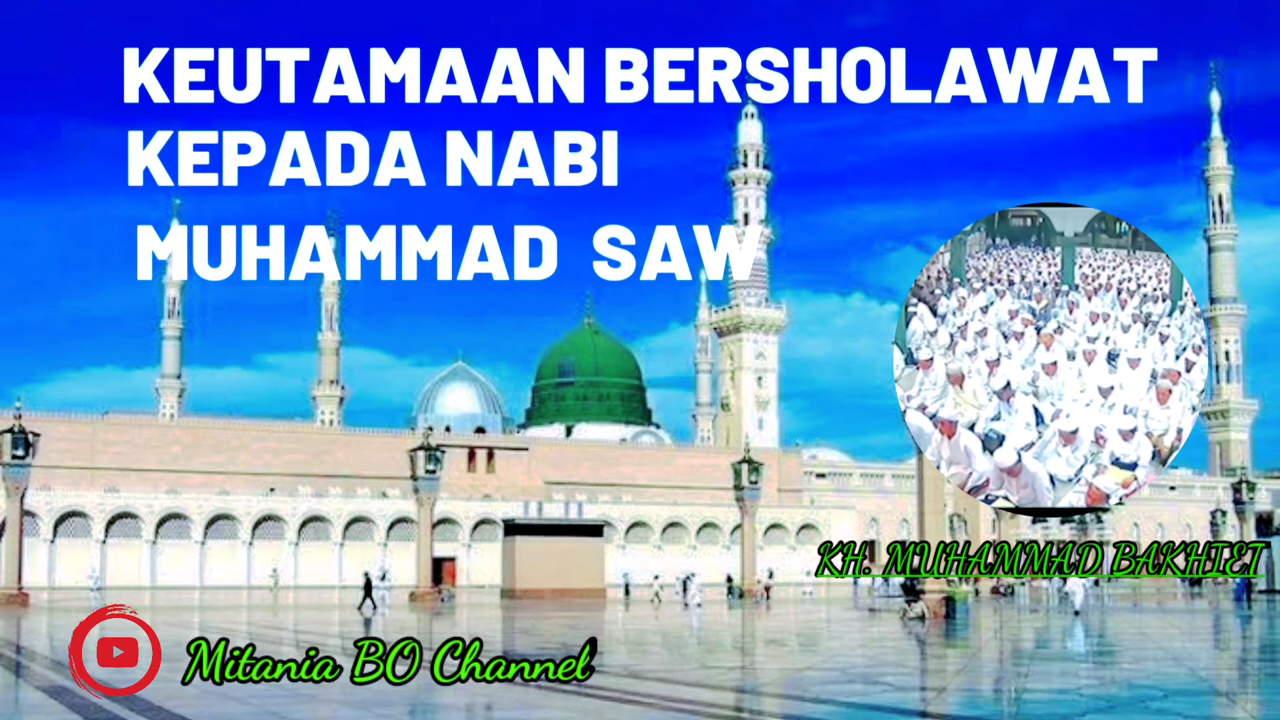 KEUTAMAAN BERSHOLAWAT
KEPADA NABI
MUHAMMAD SAW
KH. MUHAMMAD BAKHIET
Mitania BO Channel